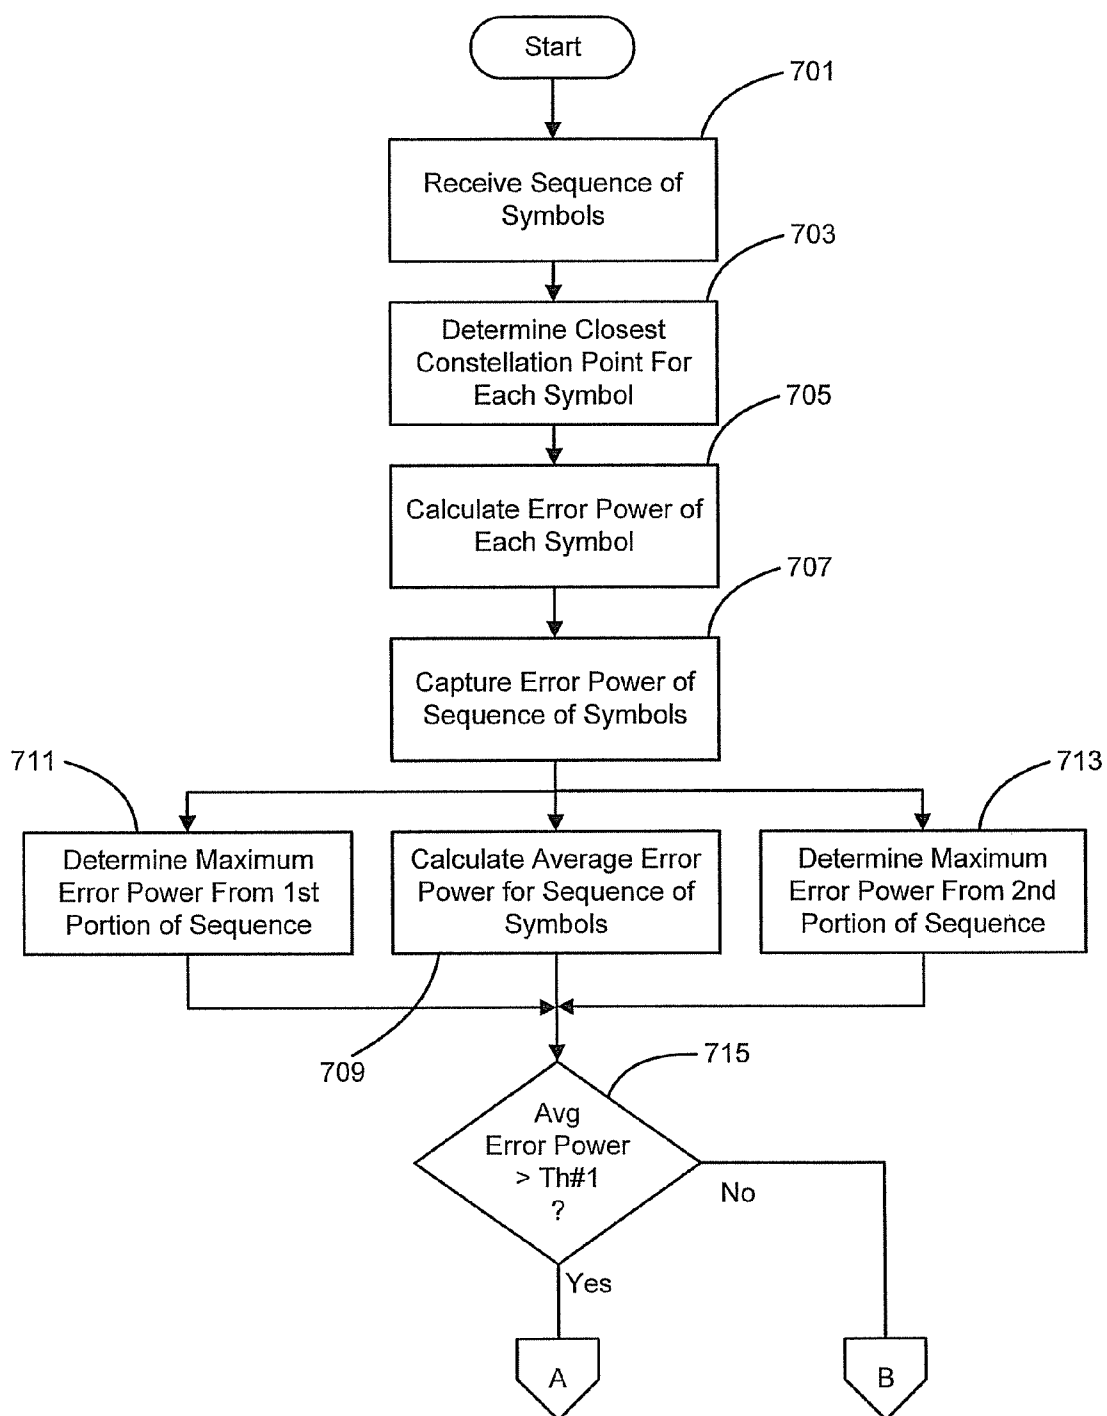 Start
701
Receive Sequence of
Symbols
703
Determine Closest
Constellation Point For
Each Symbol
705
Calculate Error Power of
Each Symbol
707
Capture Error Power of
Sequence of Symbols
711
713
Determine Maximum
Error Power From 1st
Portion of Sequence
Calculate Average Error
Power for Sequence of
Symbols
Determine Maximum
Error Power From 2nd
Portion of Sequence
709
715
Avg
Error Power
> Th#1
?
No
Yes
A
B